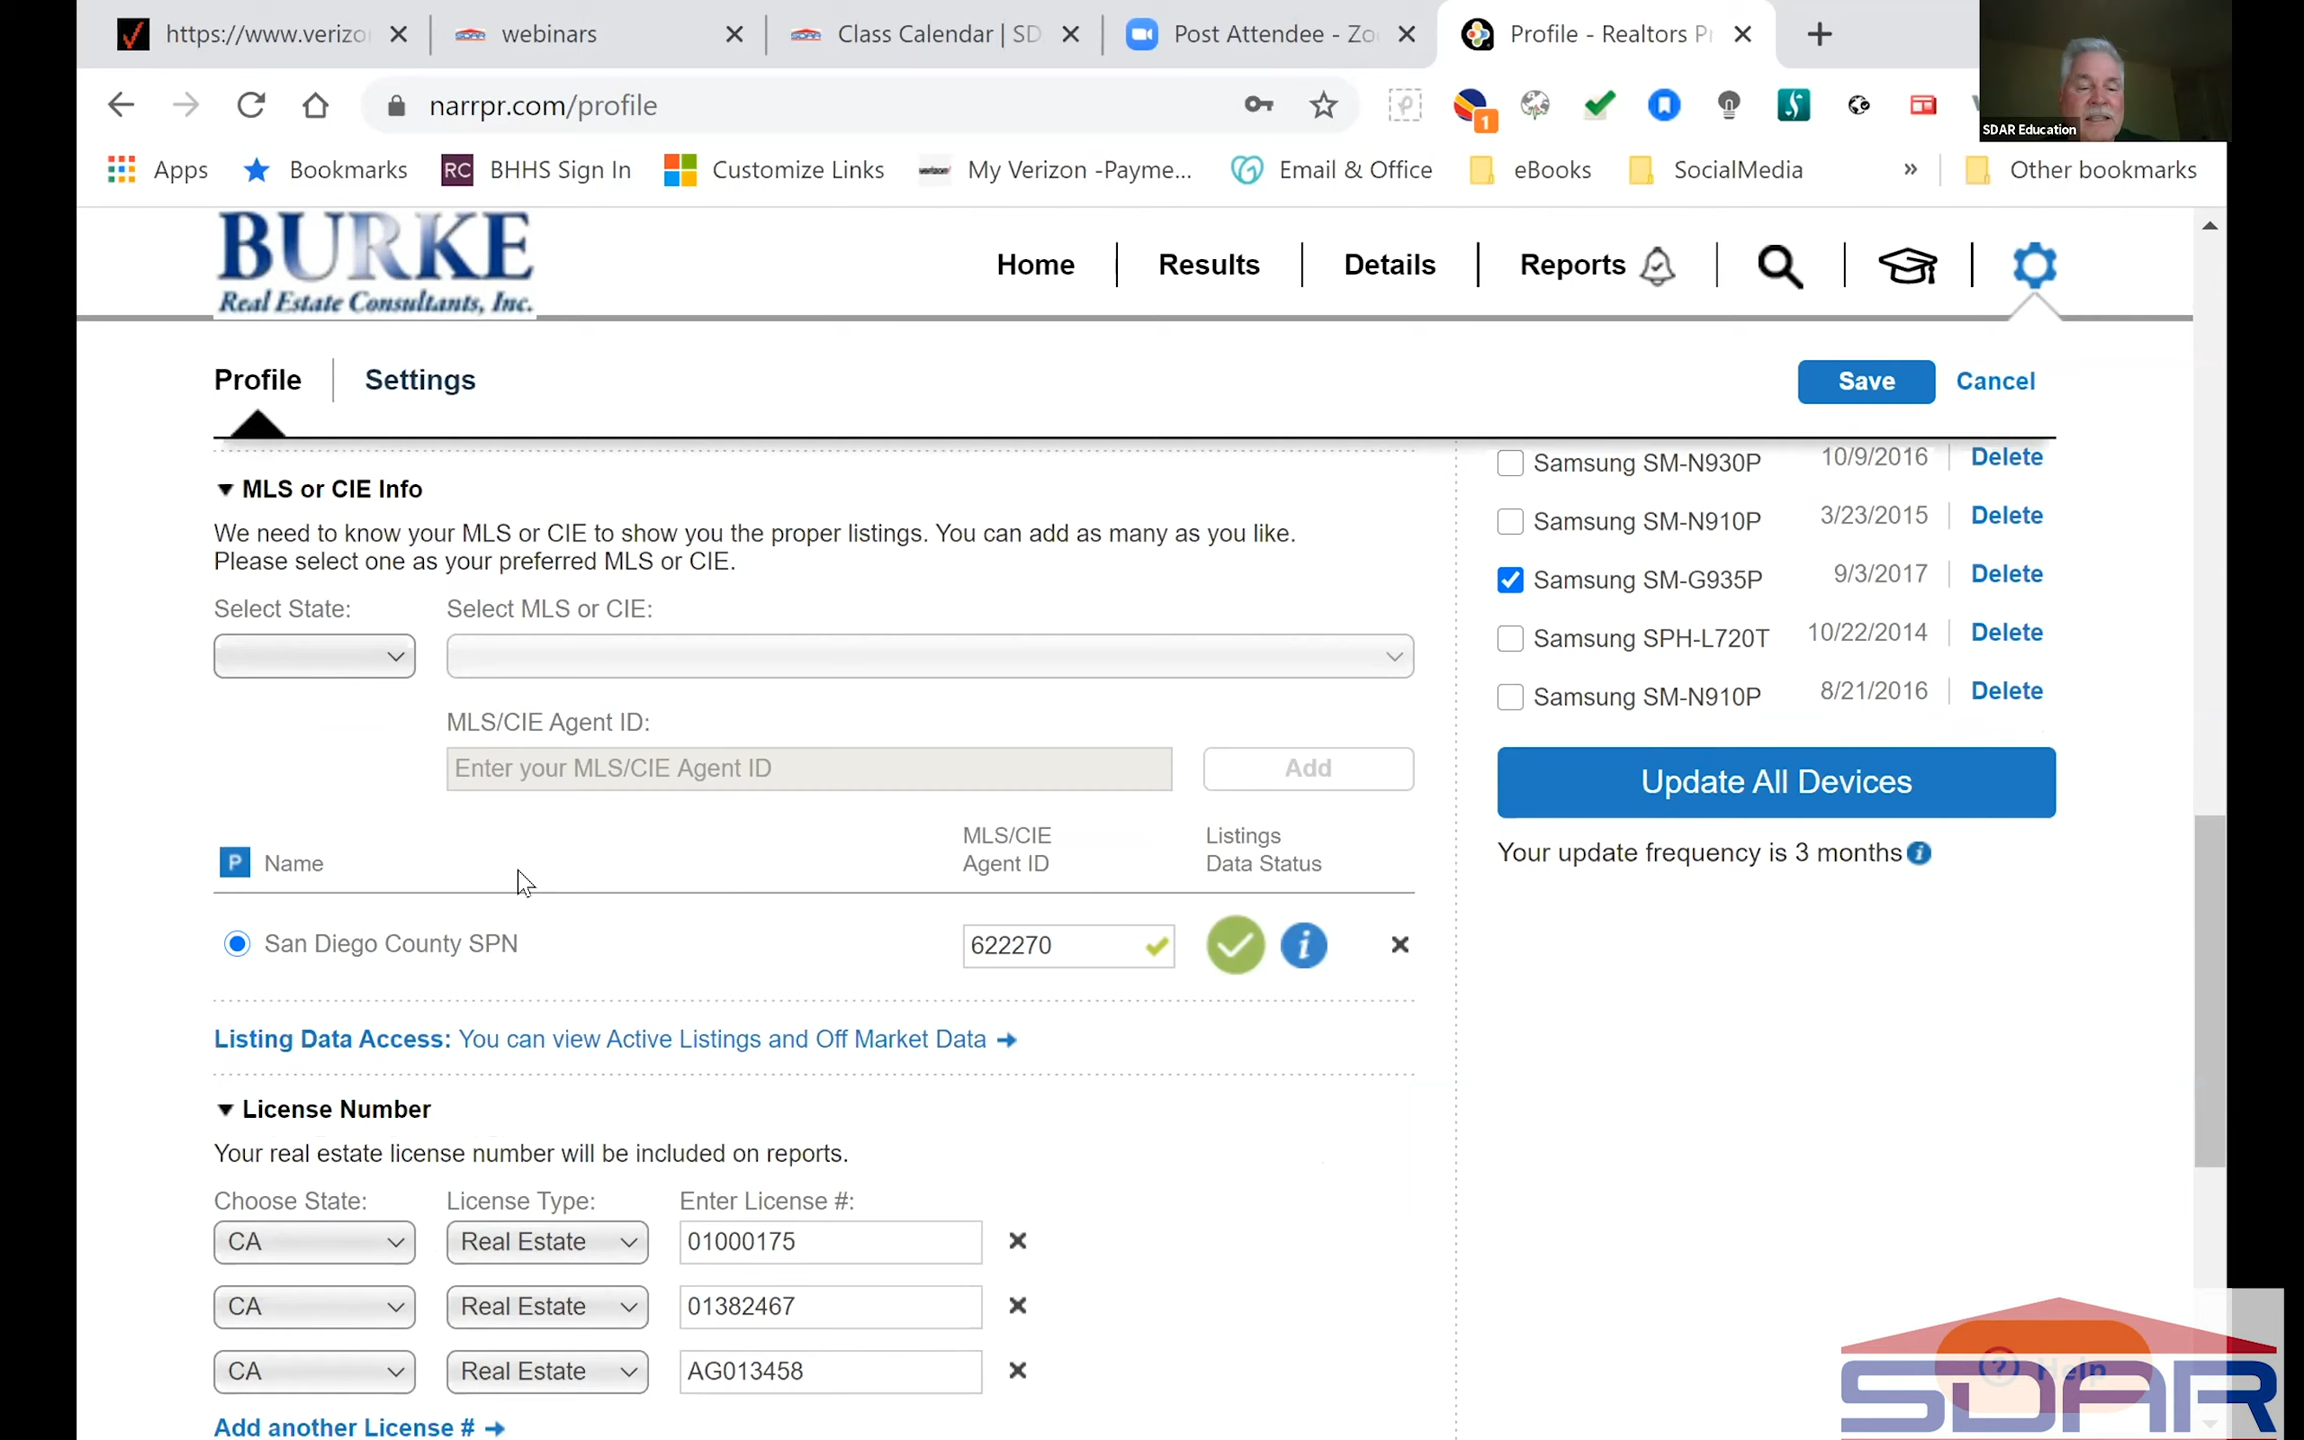 https://www.verizo
webinars
Class Calendar | SD
Post Attendee - Zo
Profile - Realtors P
narrpr.com/profile
1
SDAR Education
Apps
Bookmarks
RC
BHHS Sign In
Customize Links
verizon
My Verizon -Payme...
Email & Office
eBooks
SocialMedia
»
Other bookmarks
BURKE
Real Estate Consultants, Inc.
Home
Results
Details
Reports
Profile
Settings
Save
Cancel
MLS or CIE Info
We need to know your MLS or CIE to show you the proper listings. You can add as many as you like.
Please select one as your preferred MLS or CIE.
Select State:
Select MLS or CIE:
MLS/CIE Agent ID:
Enter your MLS/CIE Agent ID
Add
P Name
MLS/CIE
Agent ID
Listings
Data Status
San Diego County SPN
622270
i
Listing Data Access: You can view Active Listings and Off Market Data
License Number
Your real estate license number will be included on reports.
Choose State:
License Type:
Enter License #:
CA
Real Estate
01000175
CA
Real Estate
01382467
CA
Real Estate
AG013458
Add another License #
Samsung SM-N930P
10/9/2016
Delete
Samsung SM-N910P
3/23/2015
Delete
Samsung SM-G935P
9/3/2017
Delete
Samsung SPH-L720T
10/22/2014
Delete
Samsung SM-N910P
8/21/2016
Delete
Update All Devices
Your update frequency is 3 months
i
? Help
SDAR